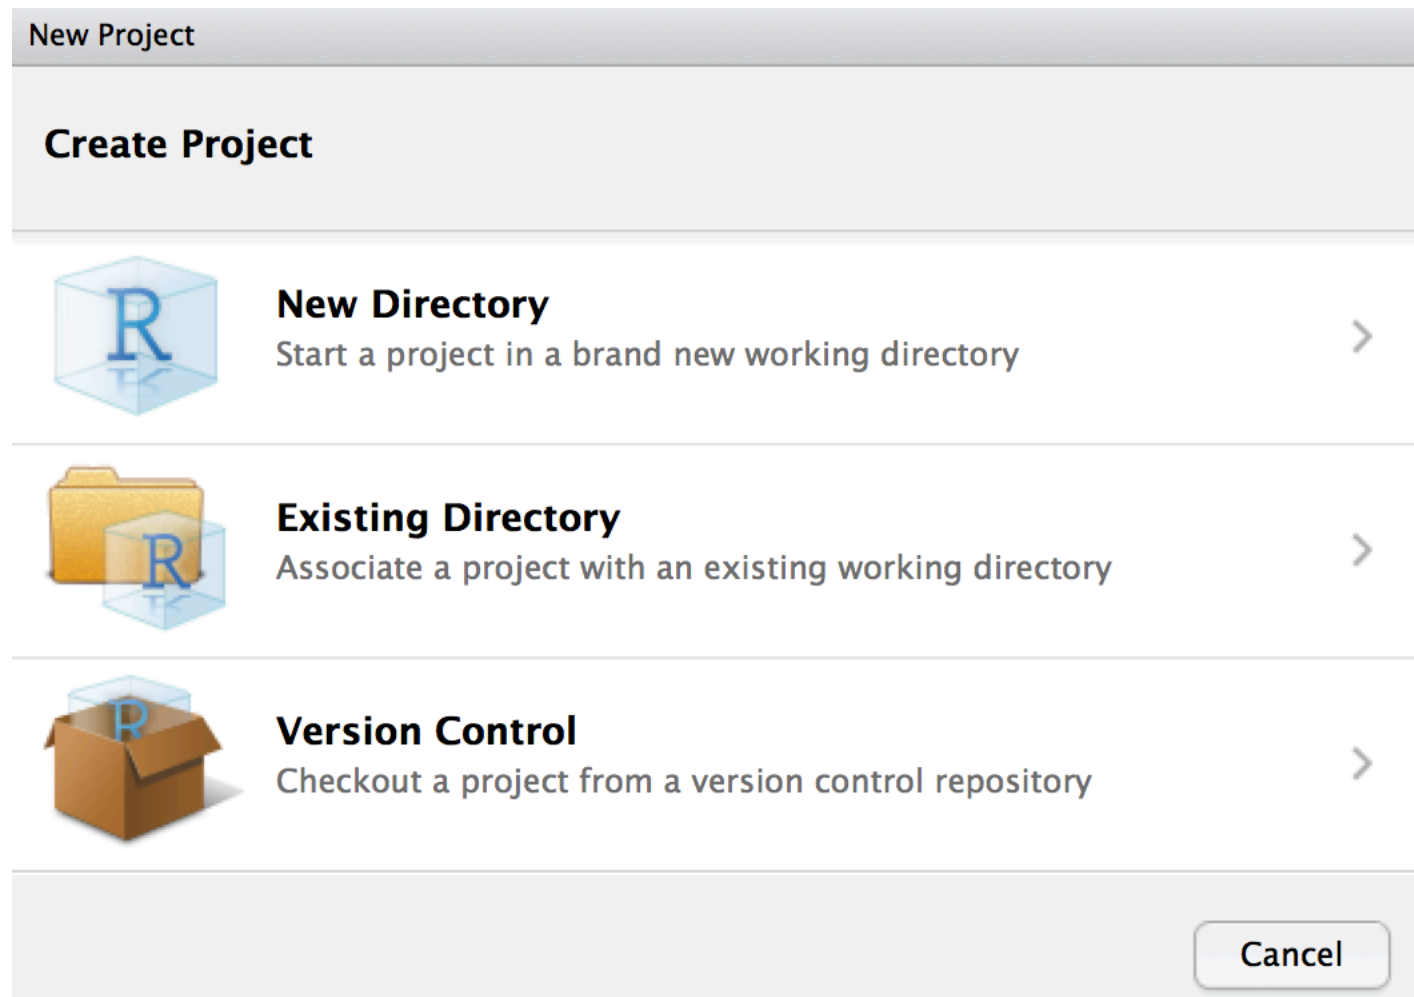 New Project
Create Project
R
New Directory
Start a project in a brand new working directory
R
Existing Directory
Associate a project with an existing working directory
R
Version Control
Checkout a project from a version control repository
Cancel